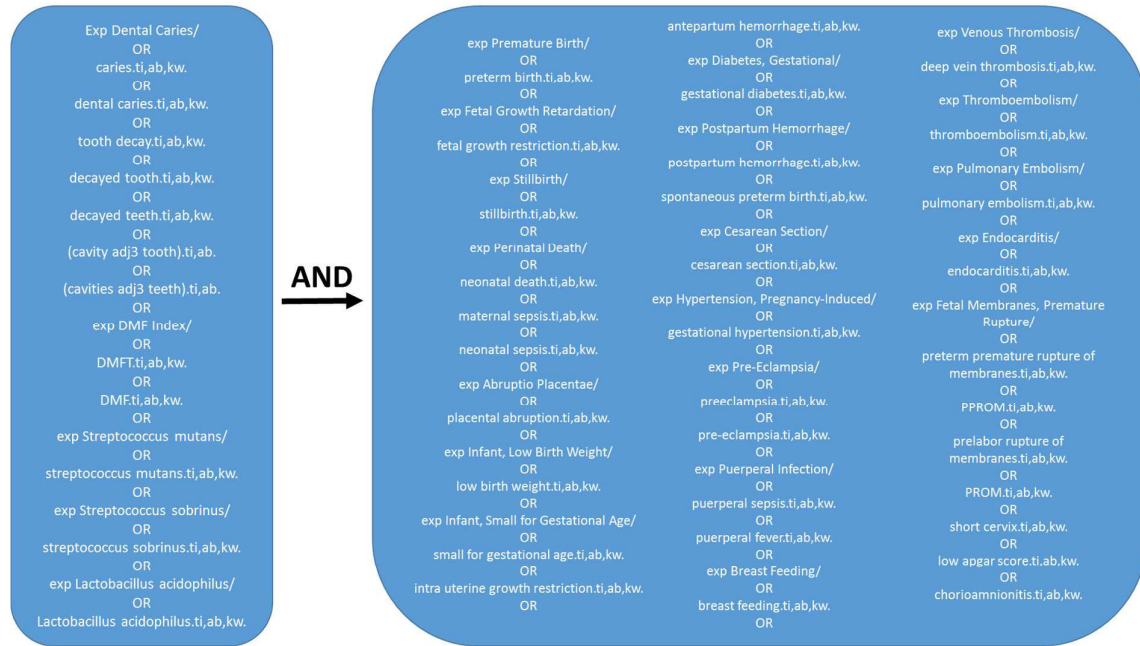 Exp Dental Caries/
OR
caries.ti,ab,kw.
OR
dental caries.ti,ab,kw.
OR
tooth decay.ti,ab,kw.
OR
decayed tooth.ti,ab,kw.
OR
decayed teeth.ti,ab,kw.
OR
(cavity adj3 tooth).ti,ab.
OR
(cavities adj3 teeth).ti,ab.
OR
exp DMF Index/
OR
DMFT.ti,ab,kw.
OR
DMF.ti,ab,kw.
OR
exp Streptococcus mutans/
OR
streptococcus mutans.ti,ab,kw.
OR
exp Streptococcus sobrinus/
OR
streptococcus sobrinus.ti,ab,kw.
OR
exp Lactobacillus acidophilus/
OR
Lactobacillus acidophilus.ti,ab,kw.
AND
exp Premature Birth/
OR
preterm birth.ti,ab,kw.
OR
exp Fetal Growth Retardation/
OR
fetal growth restriction.ti,ab,kw.
OR
exp Stillbirth/
OR
stillbirth.ti,ab,kw.
OR
exp Perinatal Death/
OR
neonatal death.ti,ab,kw.
OR
maternal sepsis.ti,ab,kw.
OR
neonatal sepsis.ti,ab,kw.
OR
exp Abruptio Placentae/
OR
placental abruption.ti,ab,kw.
OR
exp Infant, Low Birth Weight/
OR
low birth weight.ti,ab,kw.
OR
exp Infant, Small for Gestational Age/
OR
small for gestational age.ti,ab,kw.
OR
intra uterine growth restriction.ti,ab,kw.
OR
antepartum hemorrhage.ti,ab,kw.
OR
exp Diabetes, Gestational/
OR
gestational diabetes.ti,ab,kw.
OR
exp Postpartum Hemorrhage/
OR
postpartum hemorrhage.ti,ab,kw.
OR
spontaneous preterm birth.ti,ab,kw.
OR
exp Cesarean Section/
OR
cesarean section.ti,ab,kw.
OR
exp Hypertension, Pregnancy-Induced/
OR
gestational hypertension.ti,ab,kw.
OR
exp Pre-Eclampsia/
OR
preeclampsia.ti,ab,kw.
OR
pre-eclampsia.ti,ab,kw.
OR
exp Puerperal Infection/
OR
puerperal sepsis.ti,ab,kw.
OR
puerperal fever.ti,ab,kw.
OR
exp Breast Feeding/
OR
breast feeding.ti,ab,kw.
OR
exp Venous Thrombosis/
OR
deep vein thrombosis.ti,ab,kw.
OR
exp Thromboembolism/
OR
thromboembolism.ti,ab,kw.
OR
exp Pulmonary Embolism/
OR
pulmonary embolism.ti,ab,kw.
OR
exp Endocarditis/
OR
endocarditis.ti,ab,kw.
OR
exp Fetal Membranes, Premature
Rupture/
OR
preterm premature rupture of
membranes.ti,ab,kw.
OR
PPROM.ti,ab,kw.
OR
prelabor rupture of
membranes.ti,ab,kw.
OR
PROM.ti,ab,kw.
OR
short cervix.ti,ab,kw.
OR
low apgar score.ti,ab,kw.
OR
chorioamnionitis.ti,ab,kw.